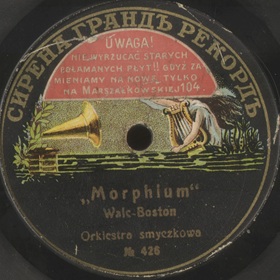 СИРЕНА ГРАНДЪ РЕКОРДЪ
UWAGA!
NIE WYRZUCAĆ STARYCH
POŁAMANYCH PŁYT!! GDYŻ ZA
MIENIAMY NA NOWE TYLKO
NA MARSZAŁKOWSKIEJ 104
„Morphium“
Walc-Boston
Orkiestra smyczkowa
№ 426